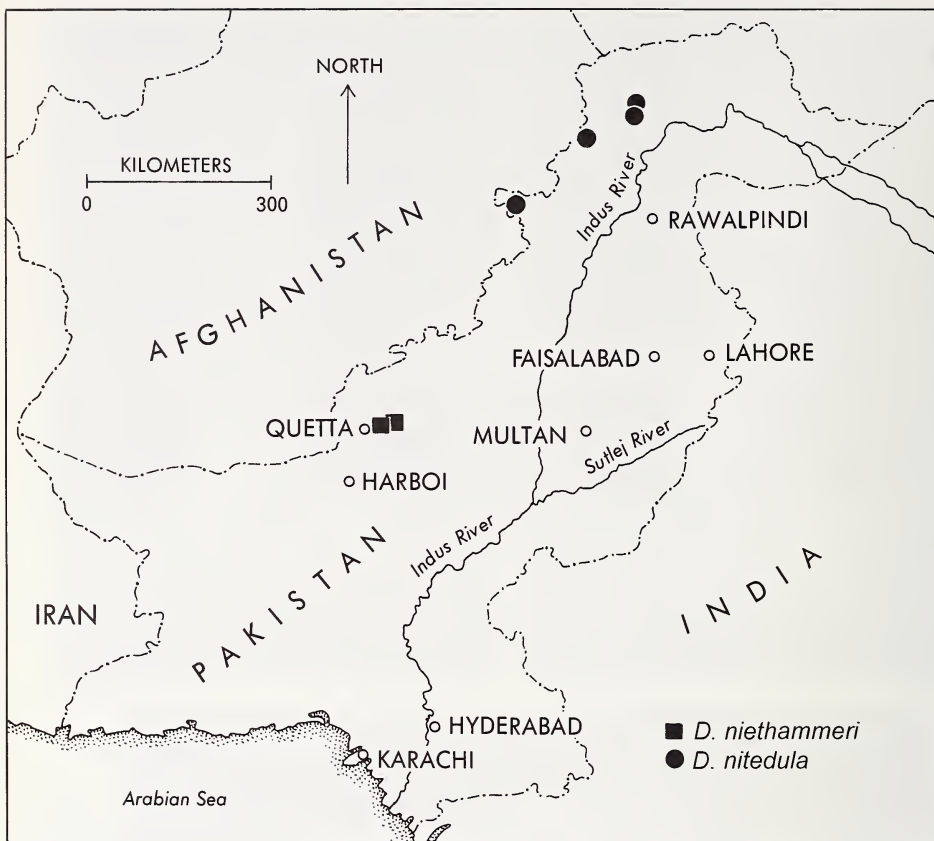 NORTH
KILOMETERS
0 300
Indus River
RAWALPINDI
AFGHANISTAN
FAISALABAD
LAHORE
QUETTA
MULTAN
Sutlej River
HARBOI
Indus River
PAKISTAN
INDIA
IRAN
HYDERABAD
D. niethammeri
KARACHI
D. nitedula
Arabian Sea